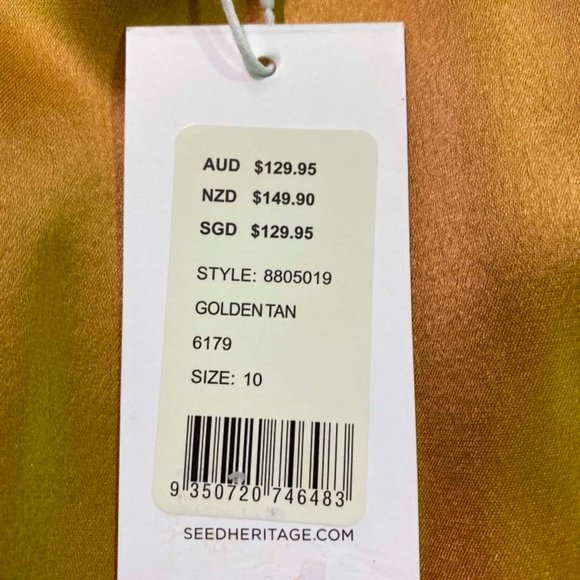 AUD $129.95
NZD $149.90
SGD $129.95
STYLE: 8805019
GOLDEN TAN
6179
SIZE: 10
9 350720 746483
SEEDHERITAGE.COM